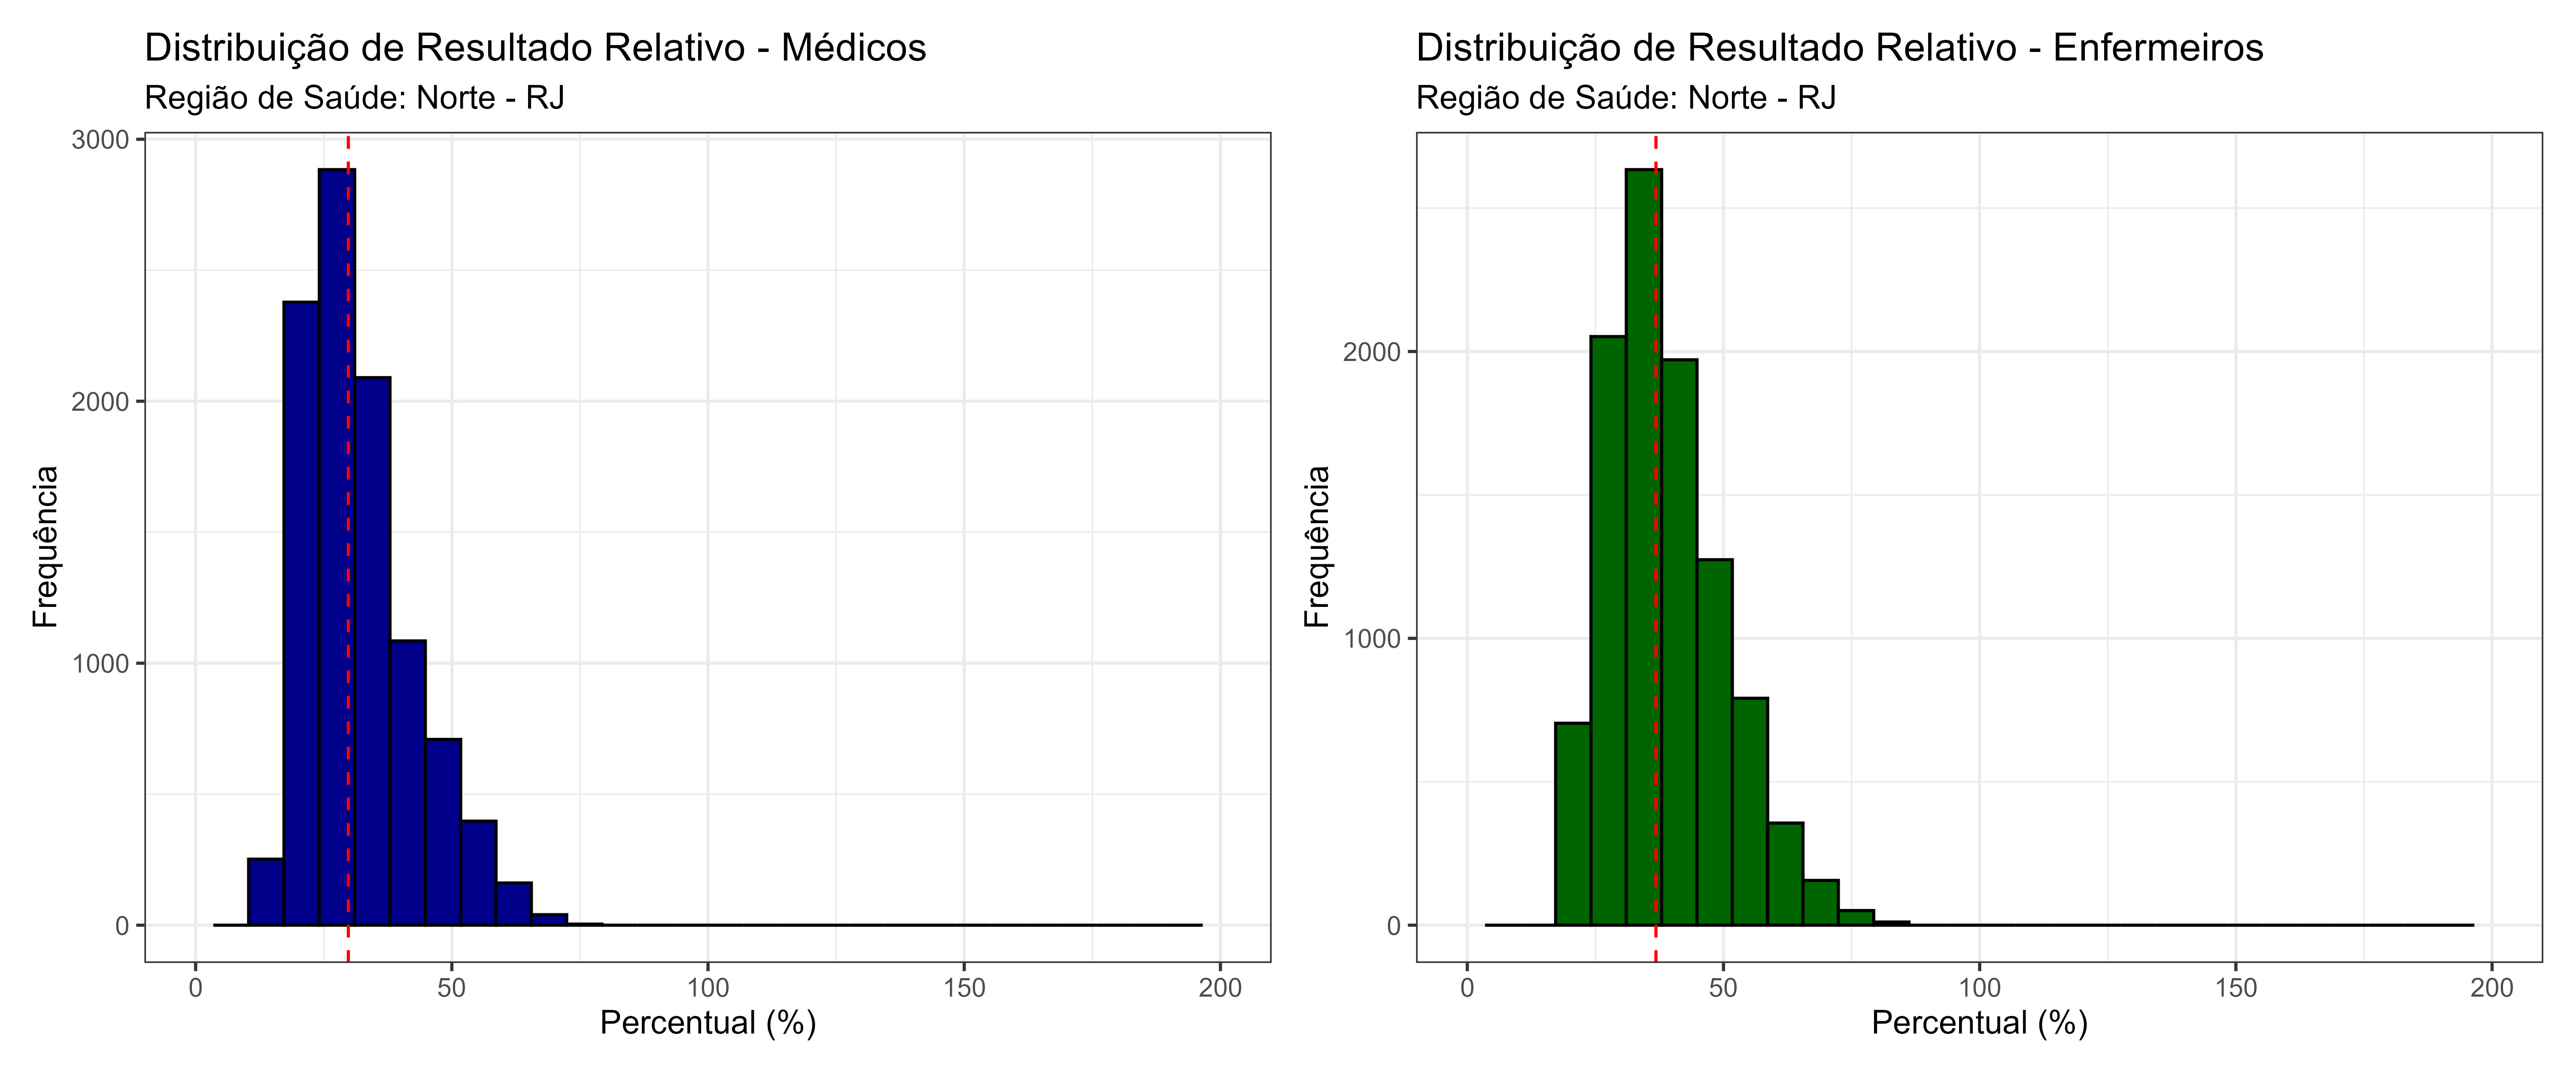 Distribuição de Resultado Relativo - Médicos
Região de Saúde: Norte - RJ
3000
2000
1000
0
Frequência
0 50 100 150 200
Percentual (%)
Distribuição de Resultado Relativo - Enfermeiros
Região de Saúde: Norte - RJ
2000
1000
0
Frequência
0 50 100 150 200
Percentual (%)